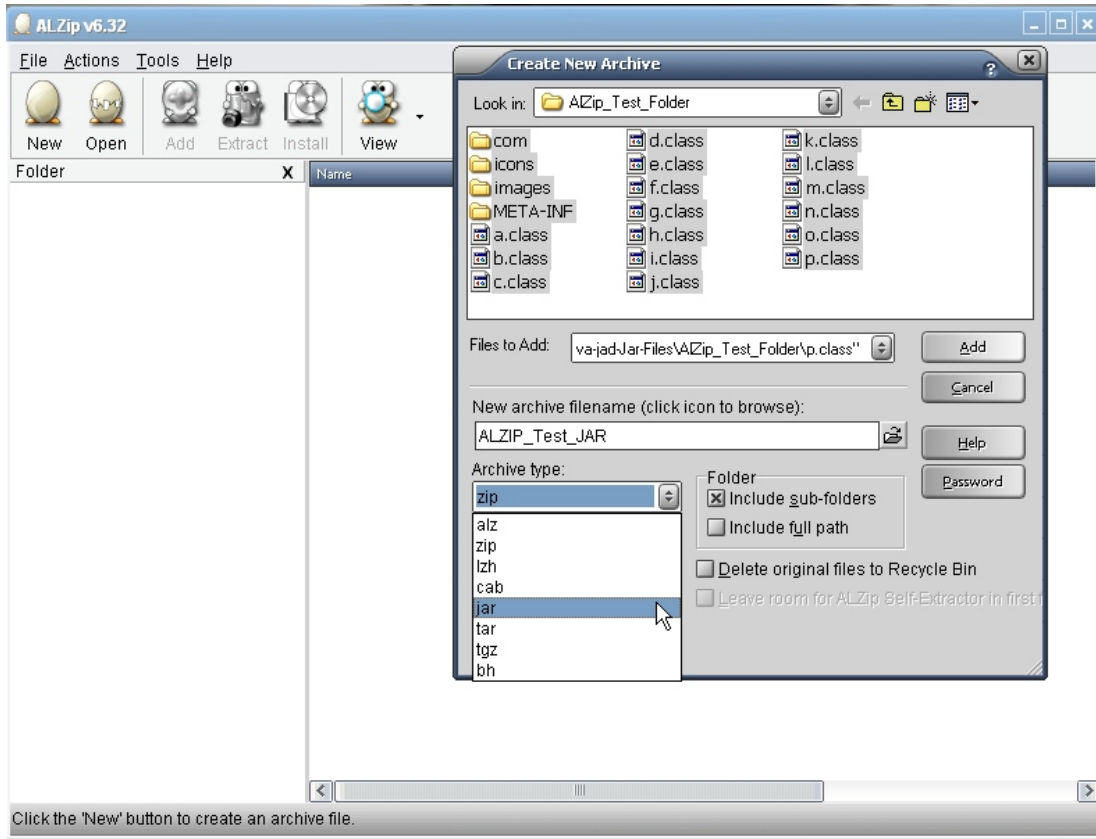 ALZip v6.32
File Actions Tools Help
New Open Add Extract Install View
Folder X Name
Create New Archive ?
Look in: AlZip_Test_Folder
com
icons
images
META-INF
a.class
b.class
c.class
d.class
e.class
f.class
g.class
h.class
i.class
j.class
k.class
l.class
m.class
n.class
o.class
p.class
Files to Add: va-jad-Jar-Files\AlZip_Test_Folder\p.class"
Add
Cancel
New archive filename (click icon to browse):
ALZIP_Test_JAR
Help
Password
Archive type:
zip
alz
zip
lzh
cab
jar
tar
tgz
bh
Folder
Include sub-folders
Include full path
Delete original files to Recycle Bin
Leave room for ALZip Self-Extractor in first
Click the 'New' button to create an archive file.